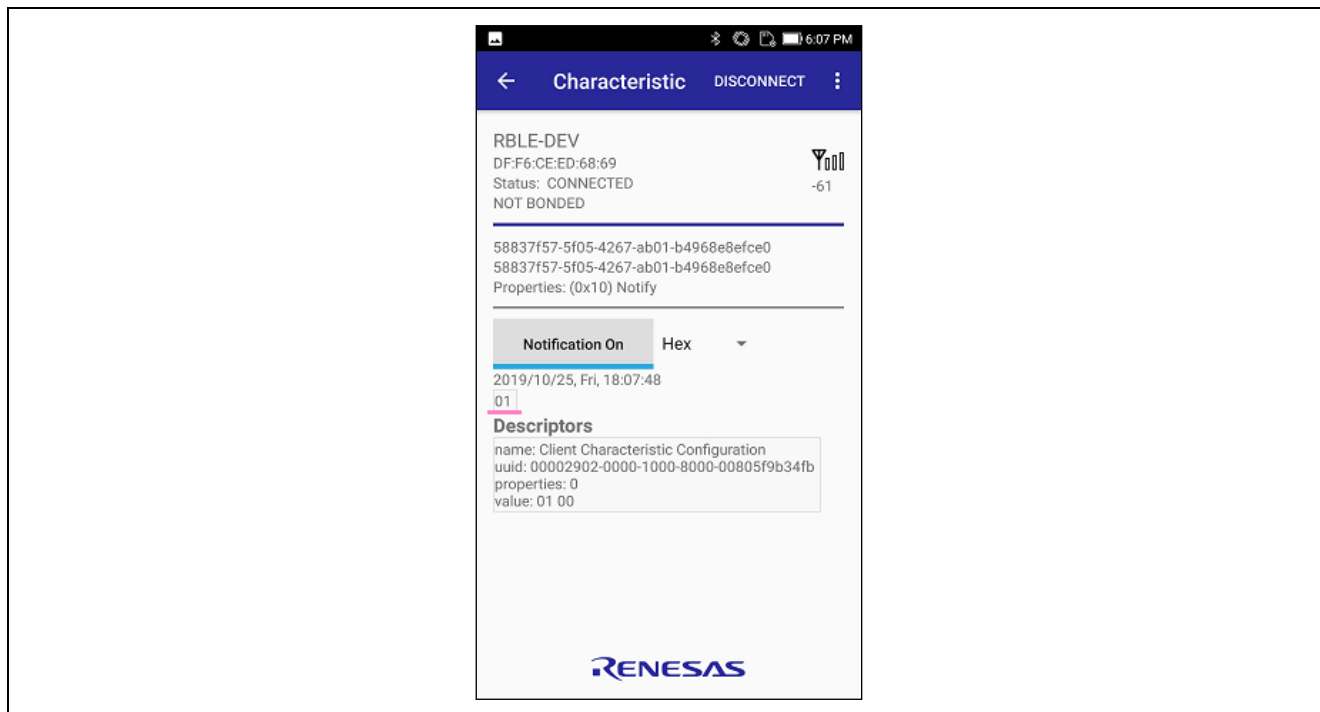 6:07 PM
Characteristic DISCONNECT
RBLE-DEV
DF:F6:CE:ED:68:69
Status: CONNECTED
-61
NOT BONDED
58837f57-5f05-4267-ab01-b4968e8efce0
58837f57-5f05-4267-ab01-b4968e8efce0
Properties: (0x10) Notify
Notification On Hex
2019/10/25, Fri, 18:07:48
01
Descriptors
name: Client Characteristic Configuration
uuid: 00002902-0000-1000-8000-00805f9b34fb
properties: 0
value: 01 00
RENESAS